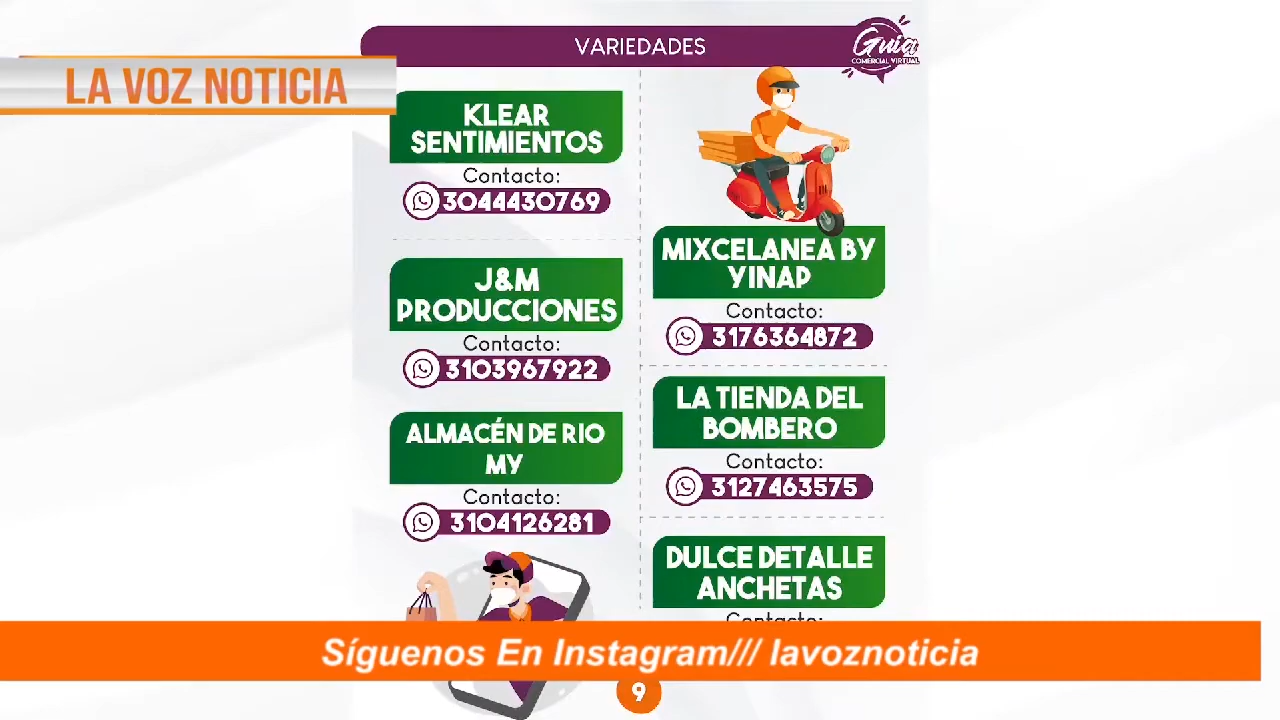 VARIEDADES
Guía
COMERCIAL VIRTUAL
LA VOZ NOTICIA
KLEAR
SENTIMIENTOS
Contacto:
3044430769
J&M
PRODUCCIONES
Contacto:
3103967922
ALMACÉN DE RIO
MY
Contacto:
3104126281
MIXCELANEA BY
YINAP
Contacto:
3176364872
LA TIENDA DEL
BOMBERO
Contacto:
3127463575
DULCE DETALLE
ANCHETAS
Contacto:
Síguenos En Instagram/// lavoznoticia
9